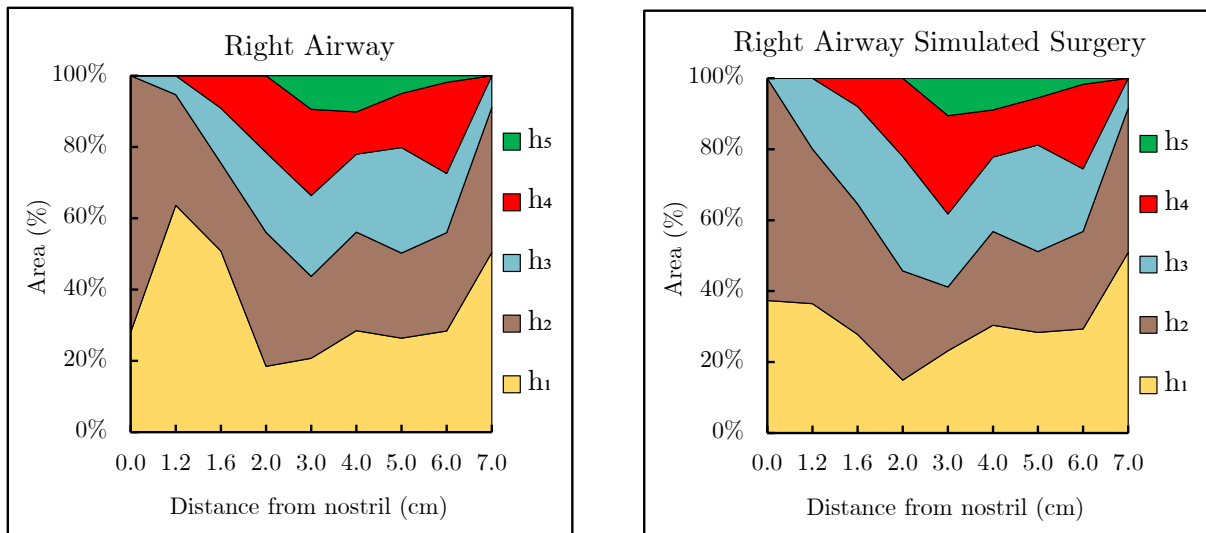 Right Airway
100%
80%
60%
40%
20%
0%
Area (%)
0.0 1.2 1.6 2.0 3.0 4.0 5.0 6.0 7.0
Distance from nostril (cm)
h₅
h₄
h₃
h₂
h₁
Right Airway Simulated Surgery
100%
80%
60%
40%
20%
0%
Area (%)
0.0 1.2 1.6 2.0 3.0 4.0 5.0 6.0 7.0
Distance from nostril (cm)
h₅
h₄
h₃
h₂
h₁